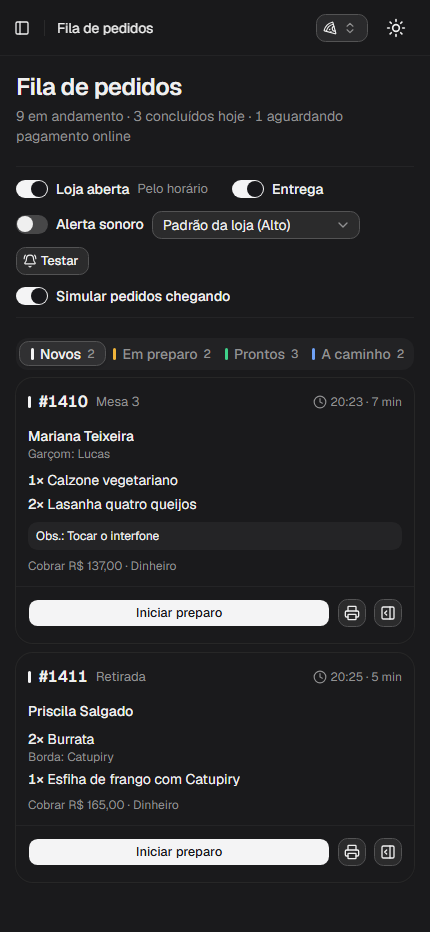 Fila de pedidos
Fila de pedidos
9 em andamento · 3 concluídos hoje · 1 aguardando
pagamento online
Loja aberta Pelo horário Entrega
Alerta sonoro Padrão da loja (Alto)
Testar
Simular pedidos chegando
Novos 2 Em preparo 2 Prontos 3 A caminho 2
#1410 Mesa 3 20:23 · 7 min
Mariana Teixeira
Garçom: Lucas
1× Calzone vegetariano
2× Lasanha quatro queijos
Obs.: Tocar o interfone
Cobrar R$ 137,00 · Dinheiro
Iniciar preparo
#1411 Retirada 20:25 · 5 min
Priscila Salgado
2× Burrata
Borda: Catupiry
1× Esfiha de frango com Catupiry
Cobrar R$ 165,00 · Dinheiro
Iniciar preparo